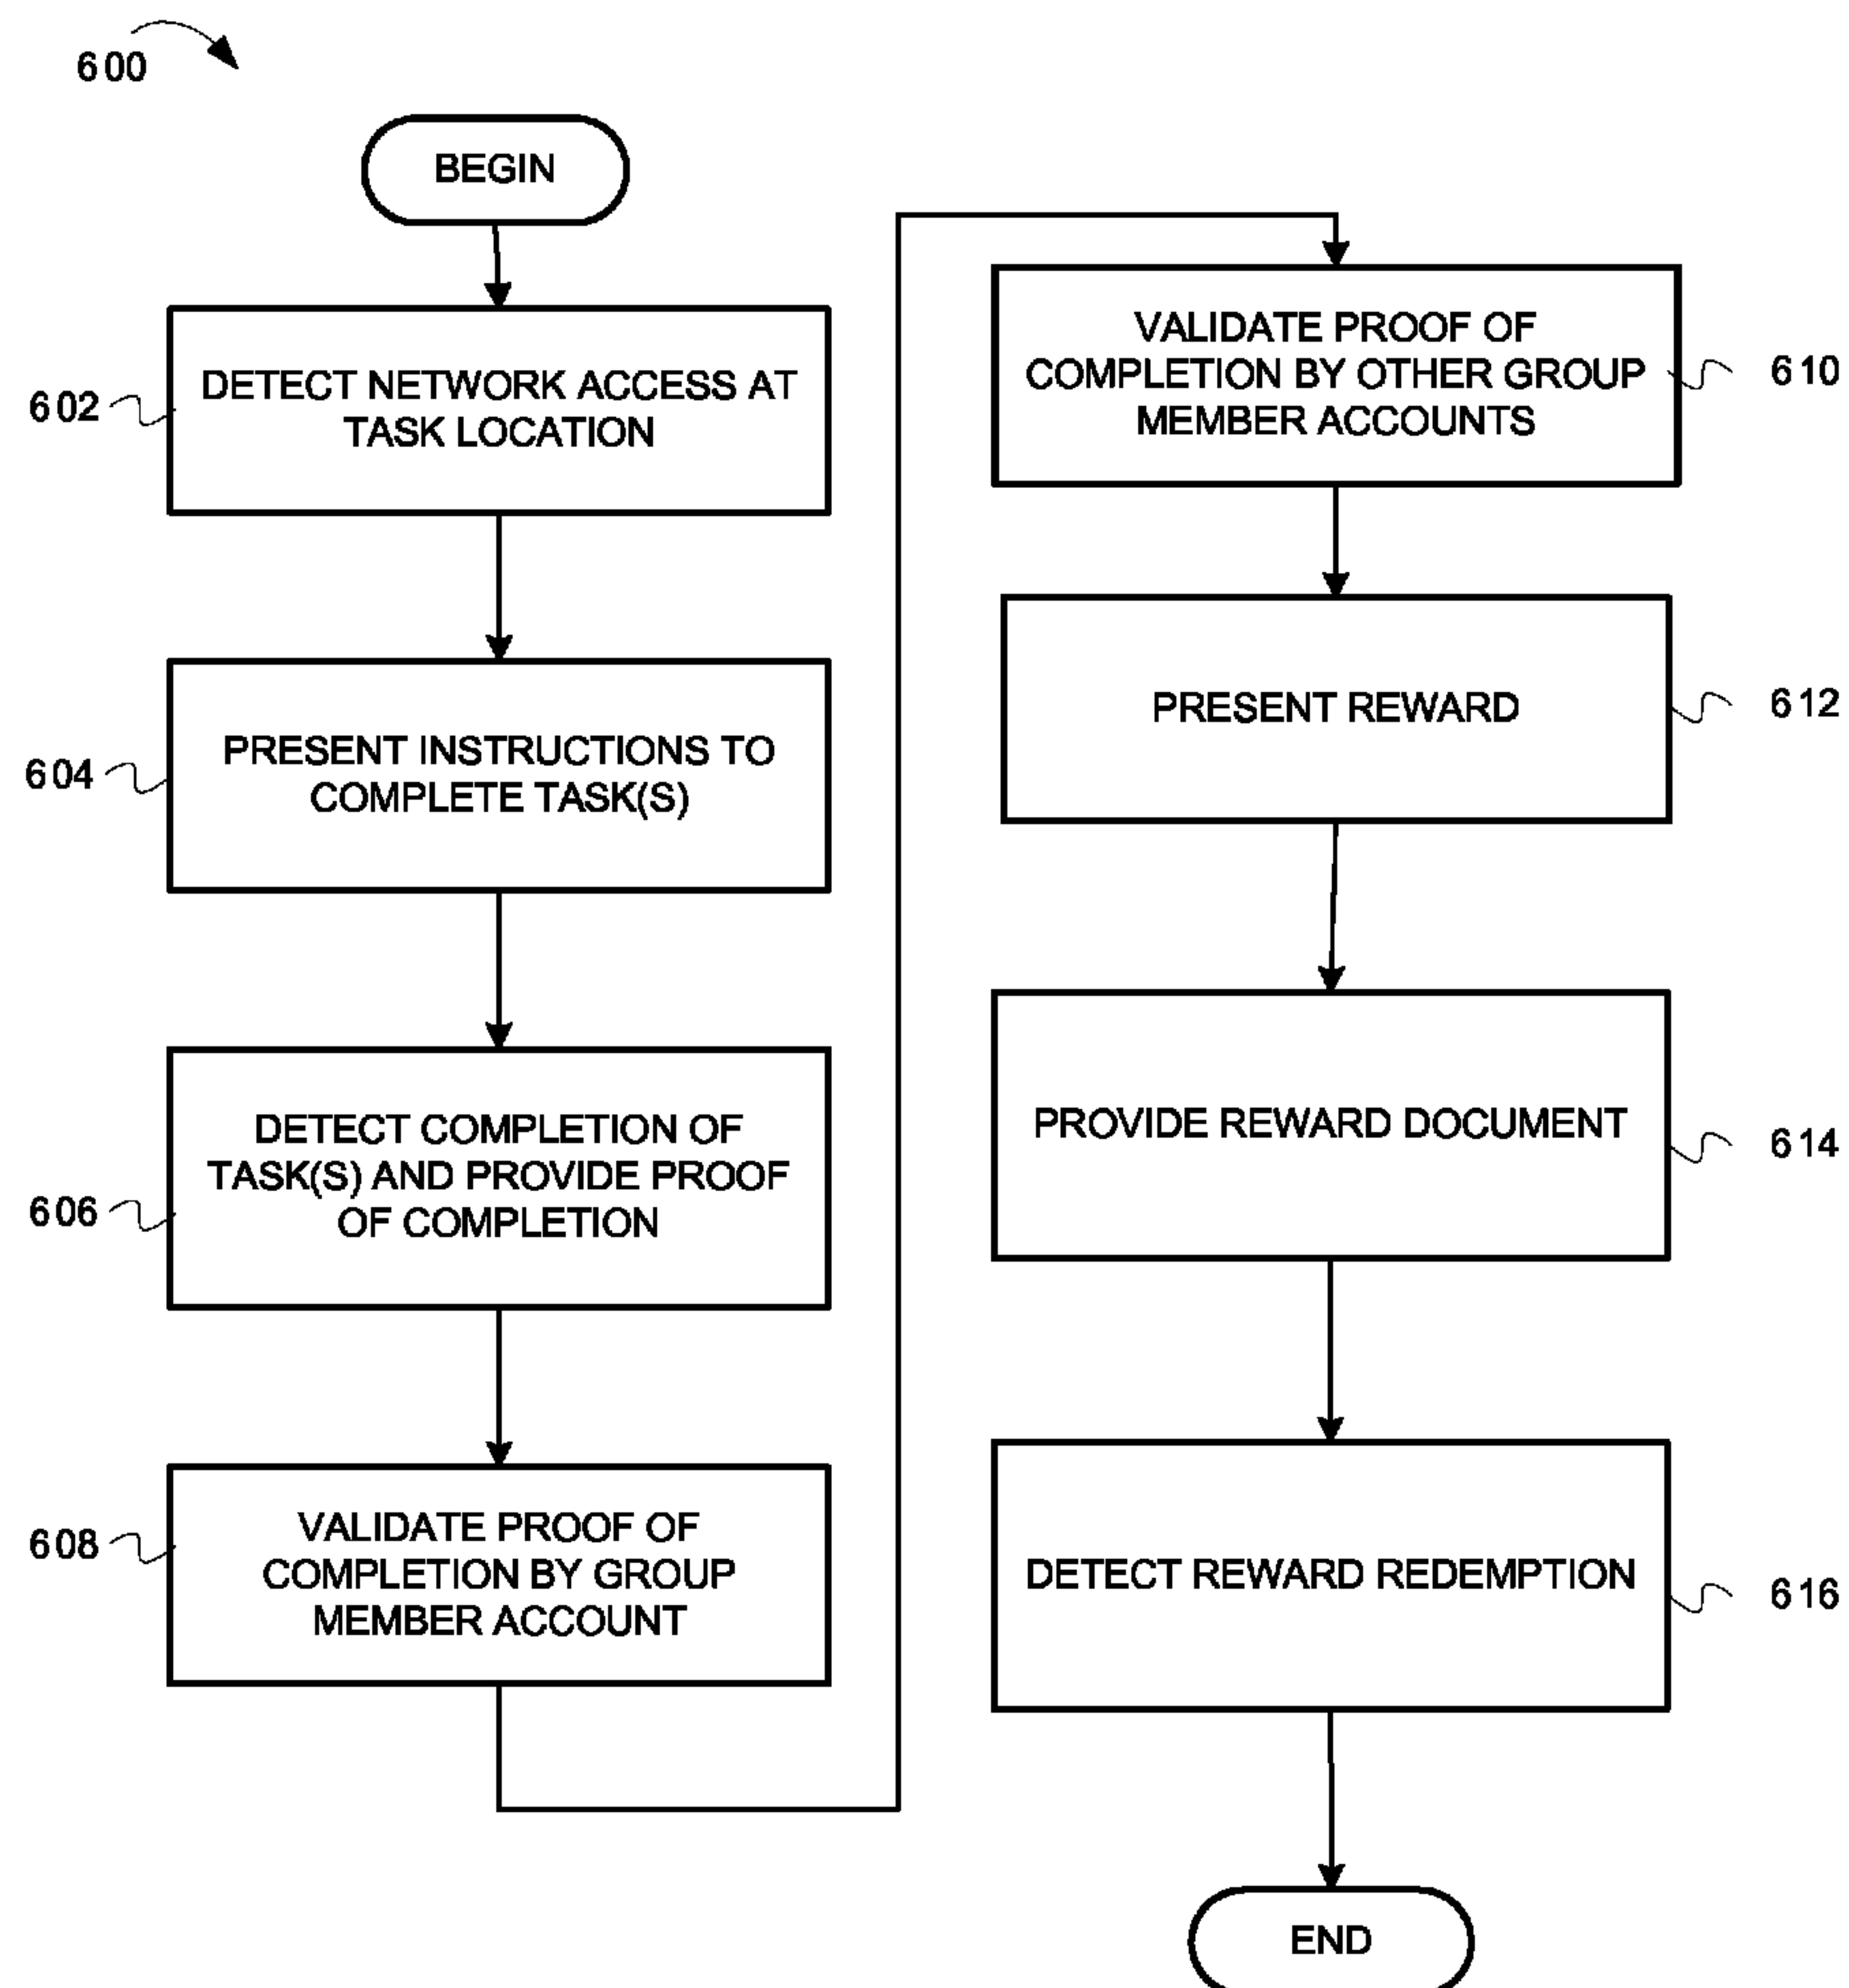 600
BEGIN
602
DETECT NETWORK ACCESS AT
TASK LOCATION
604
PRESENT INSTRUCTIONS TO
COMPLETE TASK(S)
606
DETECT COMPLETION OF
TASK(S) AND PROVIDE PROOF
OF COMPLETION
608
VALIDATE PROOF OF
COMPLETION BY GROUP
MEMBER ACCOUNT
VALIDATE PROOF OF
COMPLETION BY OTHER GROUP
MEMBER ACCOUNTS
610
PRESENT REWARD
612
PROVIDE REWARD DOCUMENT
614
DETECT REWARD REDEMPTION
616
END